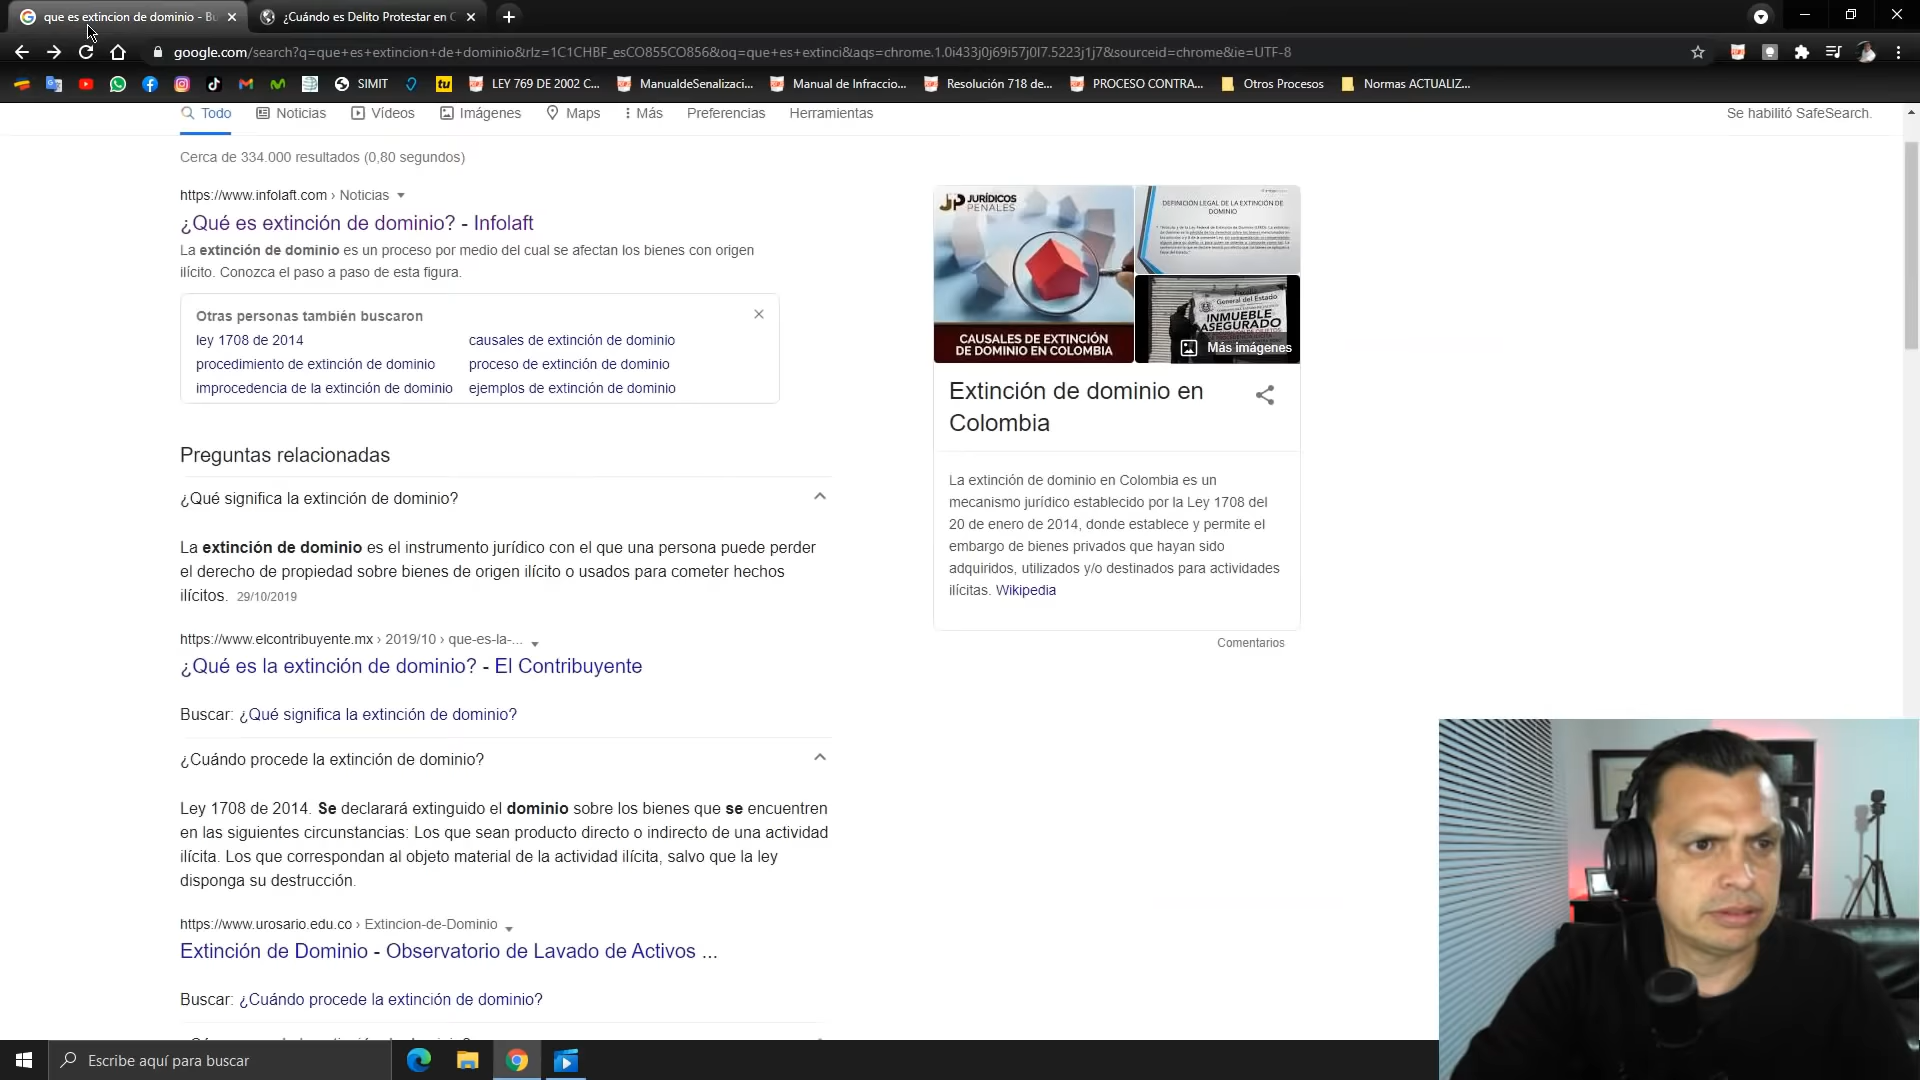 que es extincion de dominio - Bu
¿Cuándo es Delito Protestar en C
google.com/search?q=que+es+extincion+de+dominio&rlz=1C1CHBF_esCO855CO856&oq=que+es+extinci&aqs=chrome.1.0i433j0j69i57j0l7.5223j1j7&sourceid=chrome&ie=UTF-8
SIMIT
tu
LEY 769 DE 2002 C...
ManualdeSenalizaci...
Manual de Infraccio...
Resolución 718 de...
PROCESO CONTRA...
Otros Procesos
Normas ACTUALIZ...
Todo
Noticias
Vídeos
Imágenes
Maps
Más
Preferencias
Herramientas
Se habilitó SafeSearch.
Cerca de 334.000 resultados (0,80 segundos)
https://www.infolaft.com › Noticias
¿Qué es extinción de dominio? - Infolaft
La extinción de dominio es un proceso por medio del cual se afectan los bienes con origen
ilícito. Conozca el paso a paso de esta figura.
Otras personas también buscaron
ley 1708 de 2014
causales de extinción de dominio
procedimiento de extinción de dominio
proceso de extinción de dominio
improcedencia de la extinción de dominio
ejemplos de extinción de dominio
Preguntas relacionadas
¿Qué significa la extinción de dominio?
La extinción de dominio es el instrumento jurídico con el que una persona puede perder
el derecho de propiedad sobre bienes de origen ilícito o usados para cometer hechos
ilícitos. 29/10/2019
https://www.elcontribuyente.mx › 2019/10 › que-es-la-...
¿Qué es la extinción de dominio? - El Contribuyente
Buscar: ¿Qué significa la extinción de dominio?
¿Cuándo procede la extinción de dominio?
Ley 1708 de 2014. Se declarará extinguido el dominio sobre los bienes que se encuentren
en las siguientes circunstancias: Los que sean producto directo o indirecto de una actividad
ilícita. Los que correspondan al objeto material de la actividad ilícita, salvo que la ley
disponga su destrucción.
https://www.urosario.edu.co › Extincion-de-Dominio
Extinción de Dominio - Observatorio de Lavado de Activos ...
Buscar: ¿Cuándo procede la extinción de dominio?
JP JURÍDICOS
PENALES
CAUSALES DE EXTINCIÓN
DE DOMINIO EN COLOMBIA
DEFINICIÓN LEGAL DE LA EXTINCIÓN DE
DOMINIO
General del Estado
INMUEBLE
ASEGURADO
Más imágenes
Extinción de dominio en
Colombia
La extinción de dominio en Colombia es un
mecanismo jurídico establecido por la Ley 1708 del
20 de enero de 2014, donde establece y permite el
embargo de bienes privados que hayan sido
adquiridos, utilizados y/o destinados para actividades
ilícitas. Wikipedia
Comentarios
Escribe aquí para buscar